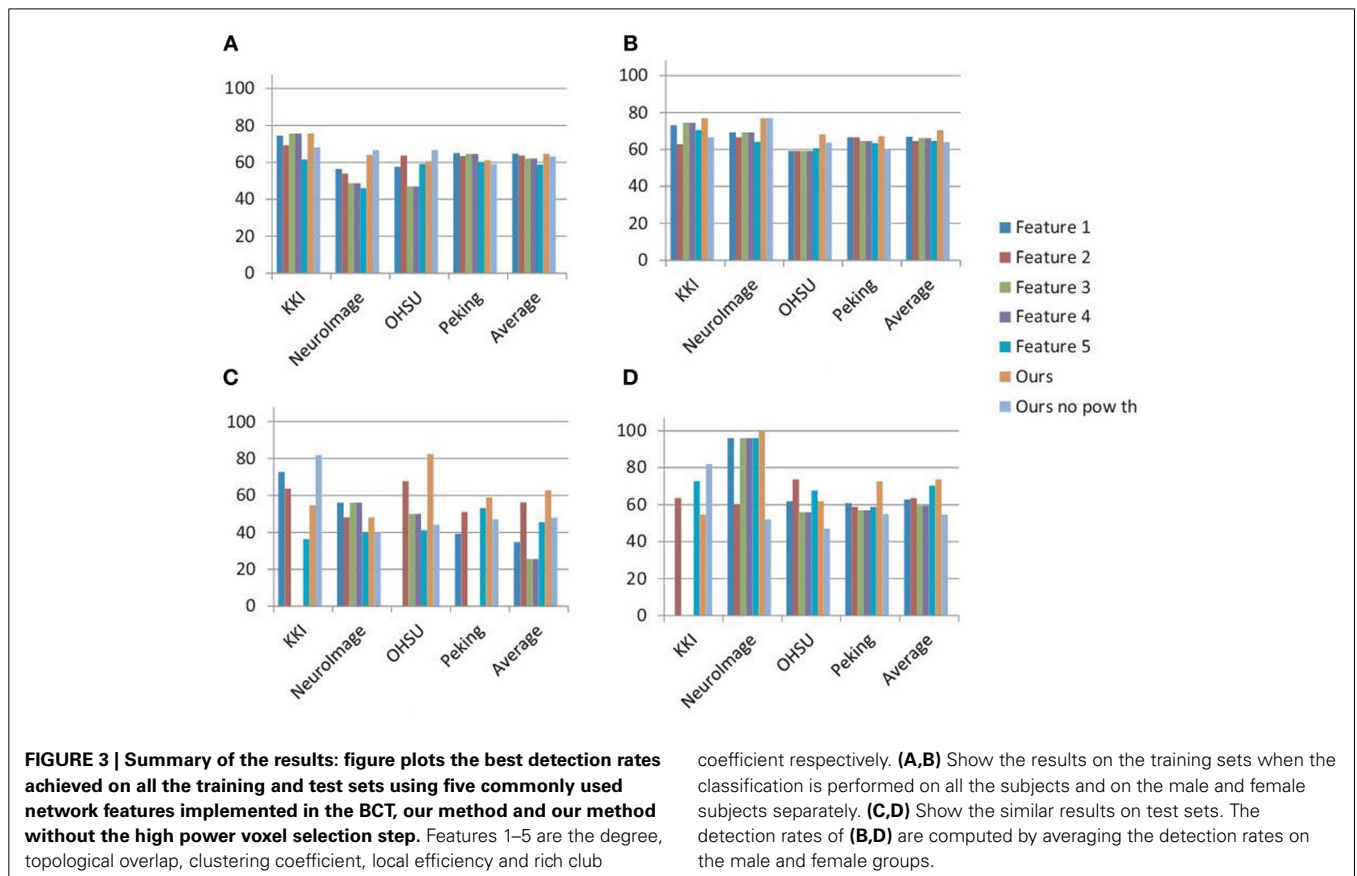 A
100
80
60
40
20
0
KKI
NeuroImage
OHSU
Peking
Average
B
100
80
60
40
20
0
KKI
NeuroImage
OHSU
Peking
Average
Feature 1
Feature 2
Feature 3
Feature 4
Feature 5
Ours
Ours no pow th
C
100
80
60
40
20
0
KKI
NeuroImage
OHSU
Peking
Average
D
100
80
60
40
20
0
KKI
NeuroImage
OHSU
Peking
Average
FIGURE 3 | Summary of the results: figure plots the best detection rates
achieved on all the training and test sets using five commonly used
network features implemented in the BCT, our method and our method
without the high power voxel selection step. Features 1–5 are the degree,
topological overlap, clustering coefficient, local efficiency and rich club
coefficient respectively. (A,B) Show the results on the training sets when the
classification is performed on all the subjects and on the male and female
subjects separately. (C,D) Show the similar results on test sets. The
detection rates of (B,D) are computed by averaging the detection rates on
the male and female groups.